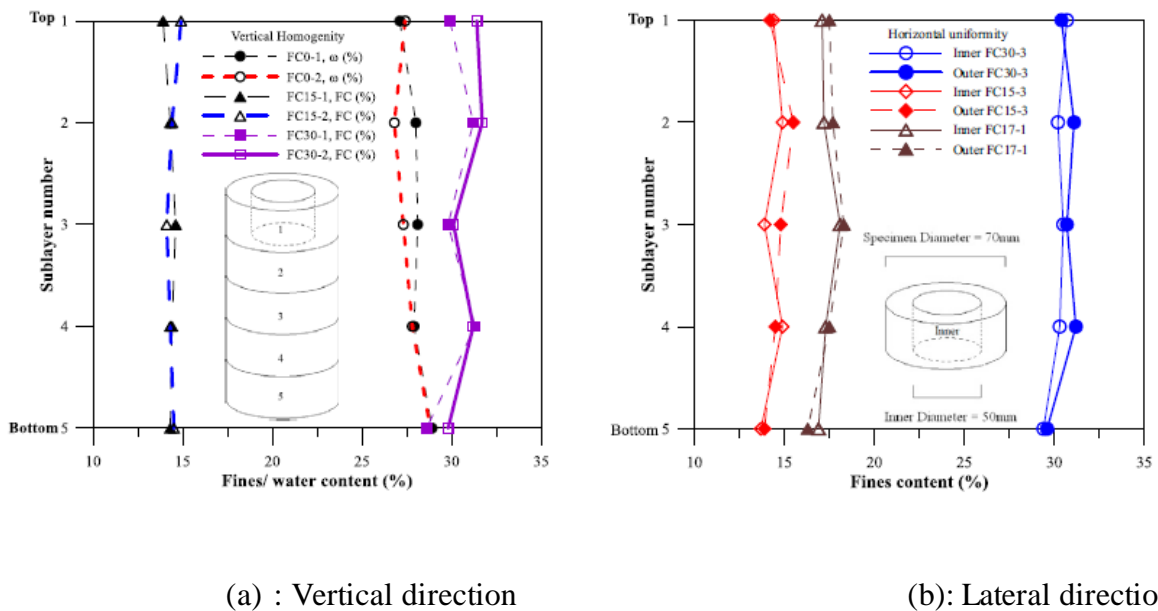 Top 1
2
3
4
Bottom 5
Sublayer number
Vertical Homogenity
FC0-1, ω (%)
FC0-2, ω (%)
FC15-1, FC (%)
FC15-2, FC (%)
FC30-1, FC (%)
FC30-2, FC (%)
1
2
3
4
5
10 15 20 25 30 35
Fines/ water content (%)
(a) : Vertical direction
Top 1
2
3
4
Bottom 5
Sublayer number
Horizontal uniformity
Inner FC30-3
Outer FC30-3
Inner FC15-3
Outer FC15-3
Inner FC17-1
Outer FC17-1
Specimen Diameter = 70mm
Inner
Inner Diameter = 50mm
10 15 20 25 30 35
Fines content (%)
(b): Lateral directio